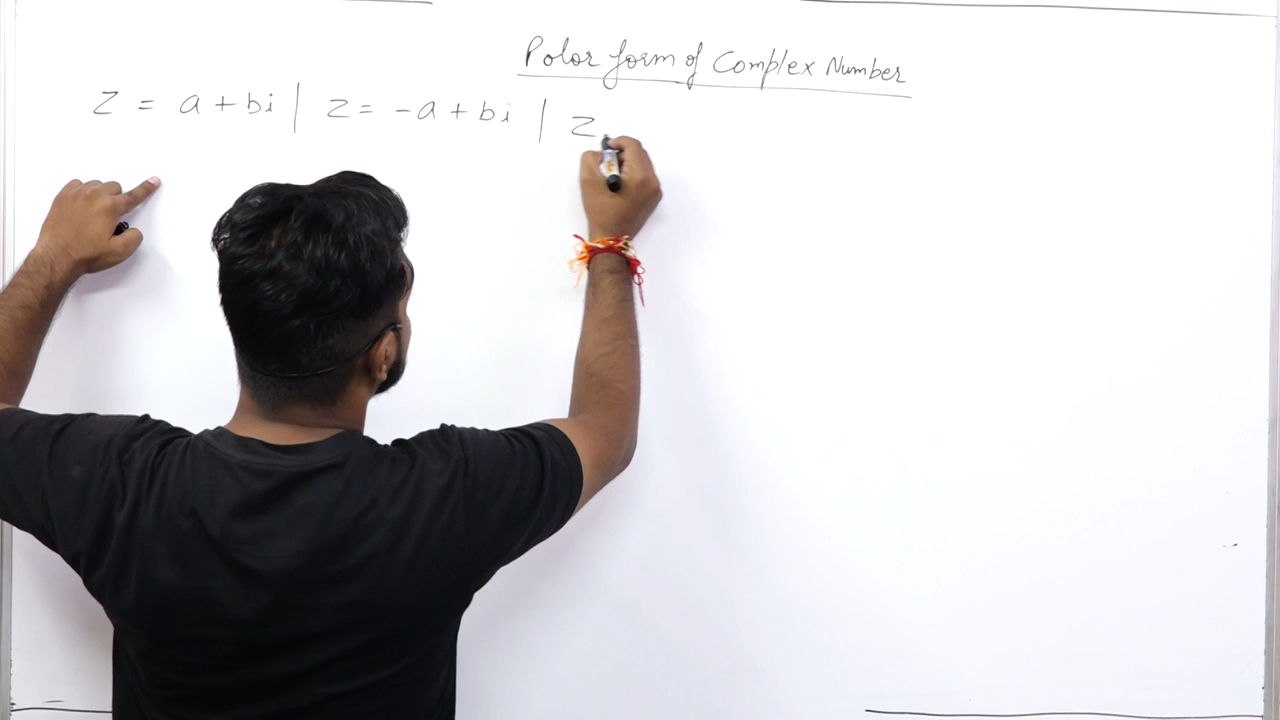 Polar form of Complex Number
Z = a + bi | Z = -a + bi | Z